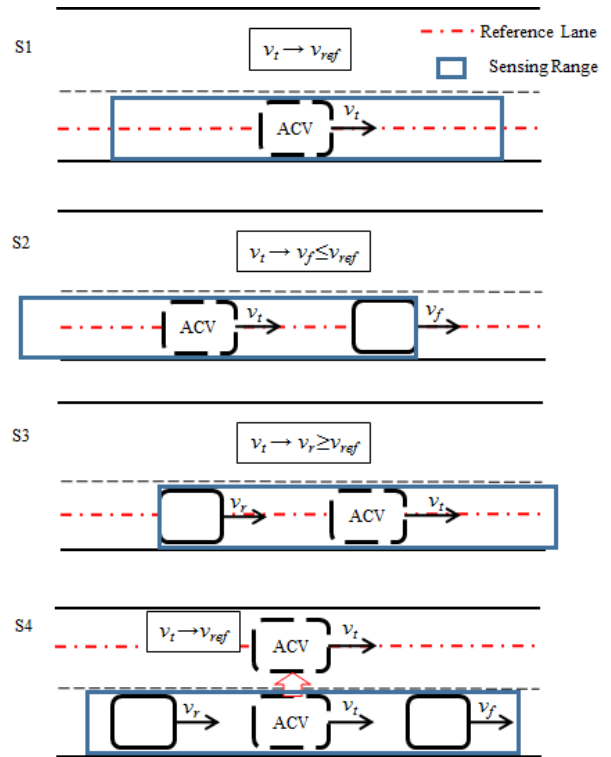 S1
v_t → v_ref
Reference Lane
Sensing Range
ACV
v_t
S2
v_t → v_f ≤ v_ref
ACV
v_t
v_f
S3
v_t → v_r ≥ v_ref
v_r
ACV
v_t
S4
v_t → v_ref
ACV
v_t
v_r
ACV
v_t
v_f